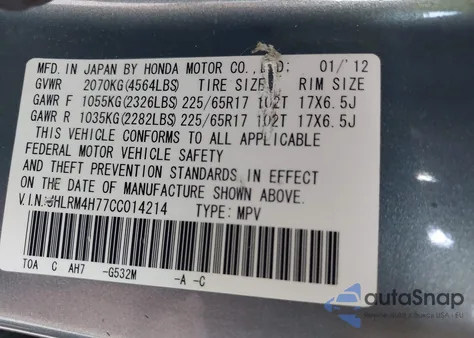 MFD. IN JAPAN BY HONDA MOTOR CO., LTD: 01/'12
GVWR 2070KG(4564LBS) TIRE SIZE RIM SIZE
GAWR F 1055KG(2326LBS) 225/65R17 102T 17X6.5J
GAWR R 1035KG(2282LBS) 225/65R17 102T 17X6.5J
THIS VEHICLE CONFORMS TO ALL APPLICABLE
FEDERAL MOTOR VEHICLE SAFETY
AND THEFT PREVENTION STANDARDS IN EFFECT
ON THE DATE OF MANUFACTURE SHOWN ABOVE.
V.I.N.:JHLRM4H77CC014214 TYPE: MPV
TOA C AH7 -G532M -A -C
autoSnap